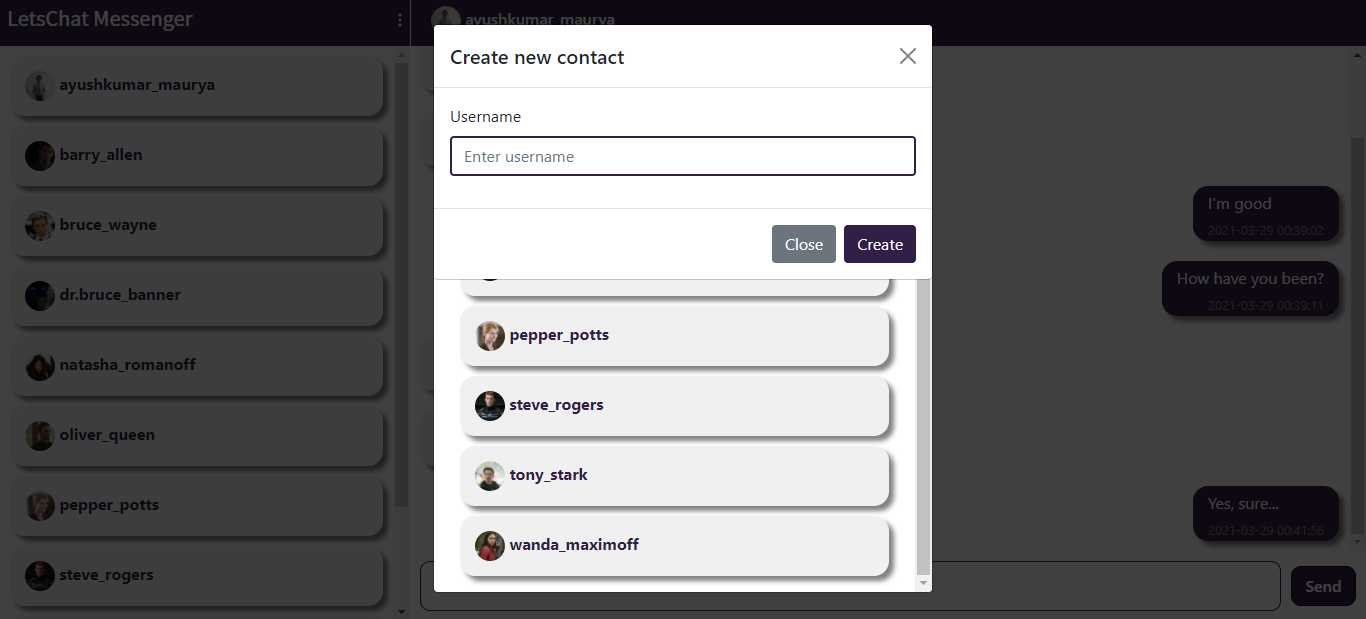 LetsChat Messenger
ayushkumar_maurya
ayushkumar_maurya
barry_allen
bruce_wayne
dr.bruce_banner
natasha_romanoff
oliver_queen
pepper_potts
steve_rogers
Create new contact
Username
Enter username
Close
Create
pepper_potts
steve_rogers
tony_stark
wanda_maximoff
I'm good
2021-03-29 00:39:02
How have you been?
2021-03-29 00:39:11
Yes, sure...
2021-03-29 00:41:56
Send